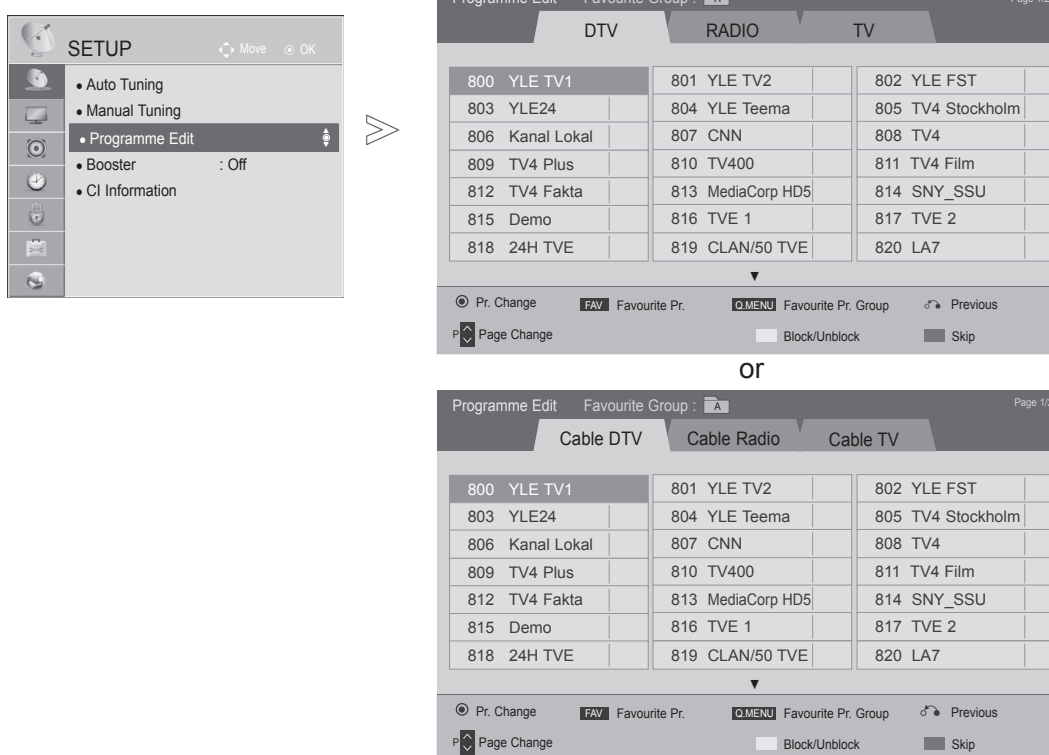 SETUP Move OK
• Auto Tuning
• Manual Tuning
• Programme Edit
• Booster : Off
• CI Information
Programme Edit Favourite Group : A
DTV RADIO TV
800 YLE TV1 801 YLE TV2 802 YLE FST
803 YLE24 804 YLE Teema 805 TV4 Stockholm
806 Kanal Lokal 807 CNN 808 TV4
809 TV4 Plus 810 TV400 811 TV4 Film
812 TV4 Fakta 813 MediaCorp HD5 814 SNY_SSU
815 Demo 816 TVE 1 817 TVE 2
818 24H TVE 819 CLAN/50 TVE 820 LA7
Pr. Change FAV Favourite Pr. Q.MENU Favourite Pr. Group Previous
P Page Change Block/Unblock Skip
or
Programme Edit Favourite Group : A Page 1/2
Cable DTV Cable Radio Cable TV
800 YLE TV1 801 YLE TV2 802 YLE FST
803 YLE24 804 YLE Teema 805 TV4 Stockholm
806 Kanal Lokal 807 CNN 808 TV4
809 TV4 Plus 810 TV400 811 TV4 Film
812 TV4 Fakta 813 MediaCorp HD5 814 SNY_SSU
815 Demo 816 TVE 1 817 TVE 2
818 24H TVE 819 CLAN/50 TVE 820 LA7
Pr. Change FAV Favourite Pr. Q.MENU Favourite Pr. Group Previous
P Page Change Block/Unblock Skip